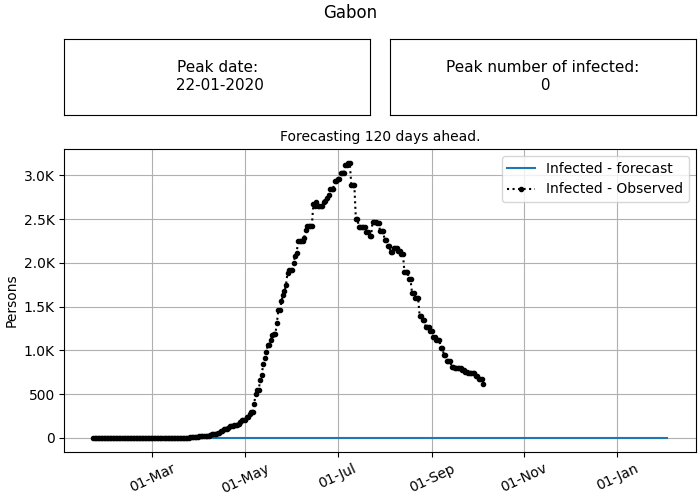 Gabon
Peak date:
22-01-2020
Peak number of infected:
0
Forecasting 120 days ahead.
Infected - forecast
Infected - Observed
Persons
3.0K
2.5K
2.0K
1.5K
1.0K
500
0
01-Mar
01-May
01-Jul
01-Sep
01-Nov
01-Jan